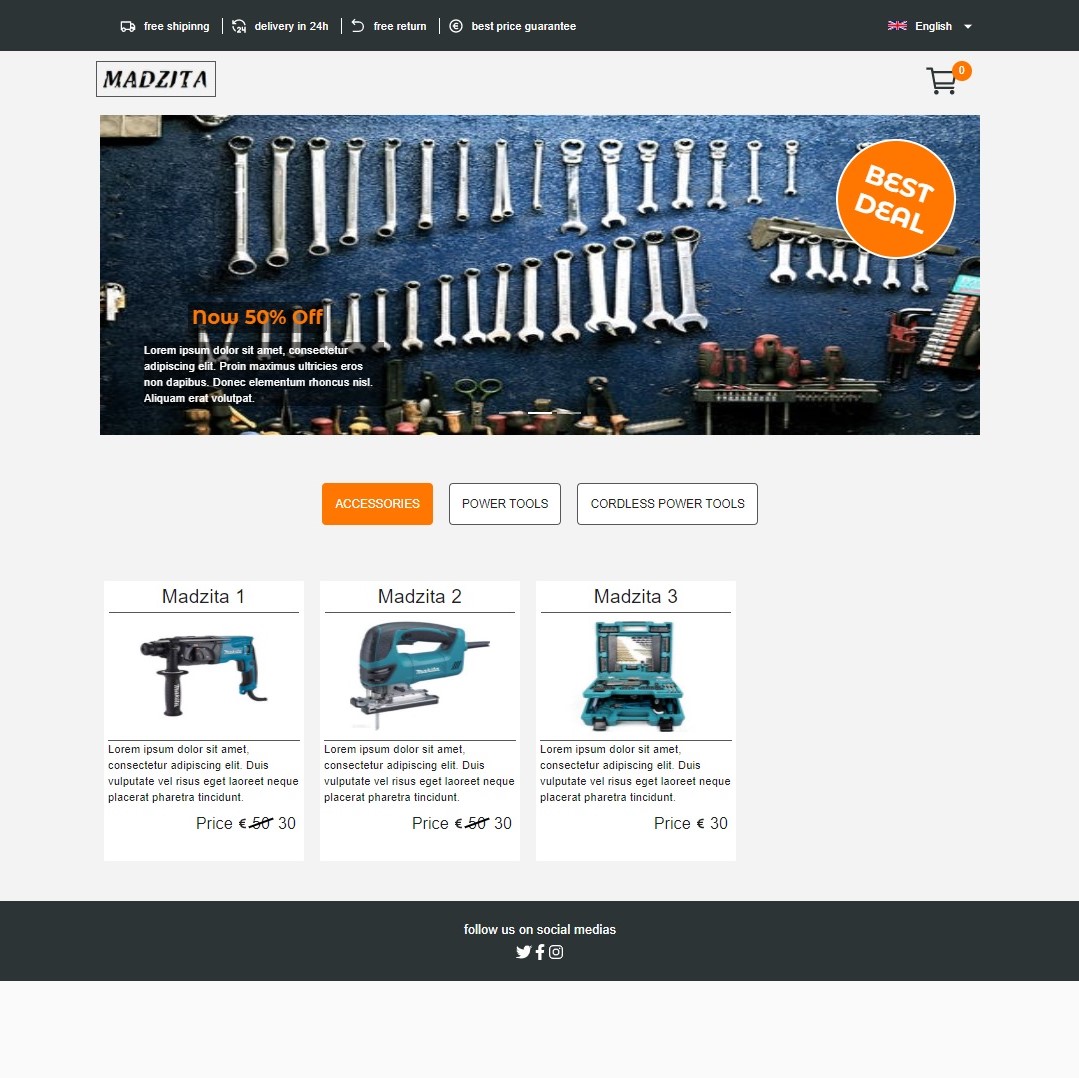 free shipinng
delivery in 24h
free return
best price guarantee
English
24
€
MADZITA
0
BEST
DEAL
Now 50% Off
Lorem ipsum dolor sit amet, consectetur
adipiscing elit. Proin maximus ultricies eros
non dapibus. Donec elementum rhoncus nisl.
Aliquam erat volutpat.
ACCESSORIES
POWER TOOLS
CORDLESS POWER TOOLS
Madzita 1
Makita
Makita
Lorem ipsum dolor sit amet,
consectetur adipiscing elit. Duis
vulputate vel risus eget laoreet neque
placerat pharetra tincidunt.
Price € 50 30
Madzita 2
Makita
Lorem ipsum dolor sit amet,
consectetur adipiscing elit. Duis
vulputate vel risus eget laoreet neque
placerat pharetra tincidunt.
Price € 50 30
Madzita 3
Lorem ipsum dolor sit amet,
consectetur adipiscing elit. Duis
vulputate vel risus eget laoreet neque
placerat pharetra tincidunt.
Price € 30
follow us on social medias